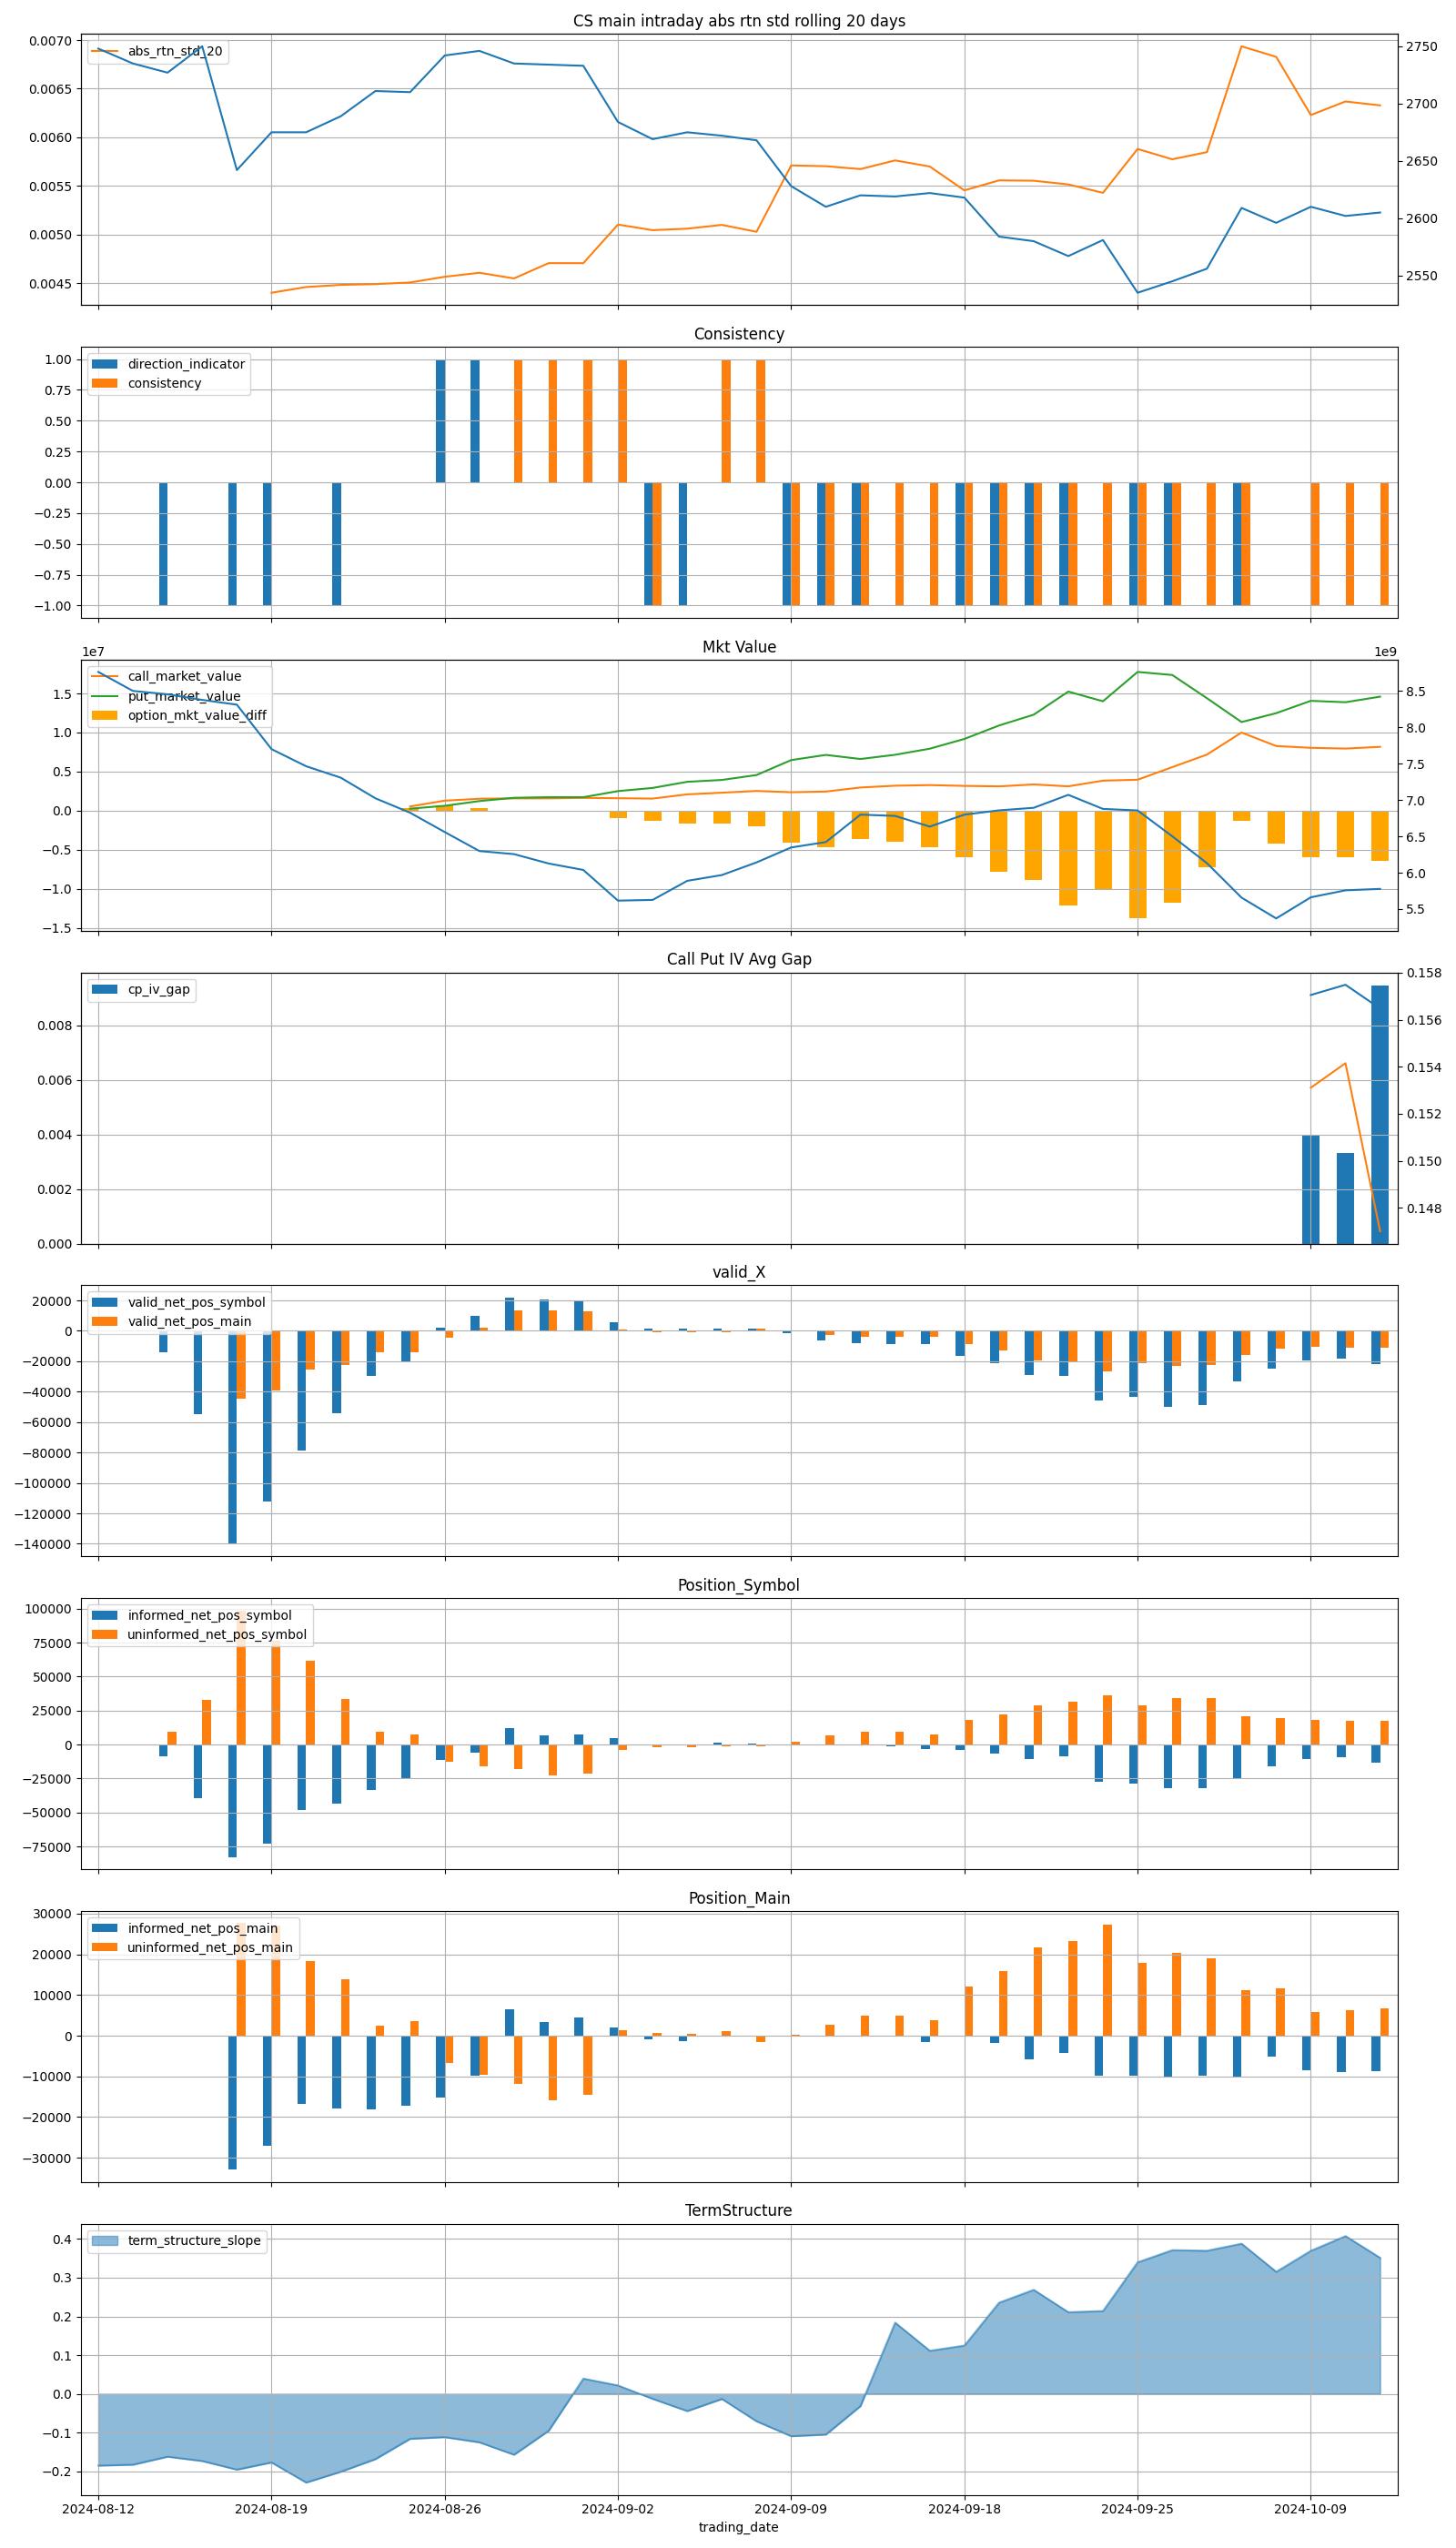 CS main intraday abs rtn std rolling 20 days
abs_rtn_std_20
0.0070
0.0065
0.0060
0.0055
0.0050
0.0045
2750
2700
2650
2600
2550
Consistency
direction_indicator
consistency
1.00
0.75
0.50
0.25
0.00
−0.25
−0.50
−0.75
−1.00
Mkt Value
1e7
1e9
call_market_value
put_market_value
option_mkt_value_diff
1.5
1.0
0.5
0.0
−0.5
−1.0
−1.5
8.5
8.0
7.5
7.0
6.5
6.0
5.5
Call Put IV Avg Gap
cp_iv_gap
0.008
0.006
0.004
0.002
0.000
0.158
0.156
0.154
0.152
0.150
0.148
valid_X
valid_net_pos_symbol
valid_net_pos_main
20000
0
−20000
−40000
−60000
−80000
−100000
−120000
−140000
Position_Symbol
informed_net_pos_symbol
uninformed_net_pos_symbol
100000
75000
50000
25000
0
−25000
−50000
−75000
Position_Main
informed_net_pos_main
uninformed_net_pos_main
30000
20000
10000
0
−10000
−20000
−30000
TermStructure
term_structure_slope
0.4
0.3
0.2
0.1
0.0
−0.1
−0.2
2024-08-12 2024-08-19 2024-08-26 2024-09-02 2024-09-09 2024-09-18 2024-09-25 2024-10-09
trading_date